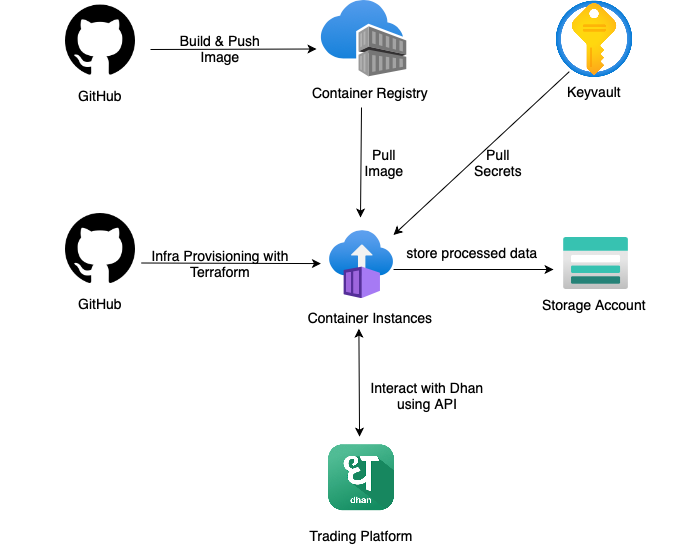 Build & Push
Image
GitHub
Container Registry
Keyvault
Pull
Image
Pull
Secrets
Infra Provisioning with
Terraform
store processed data
GitHub
Container Instances
Storage Account
Interact with Dhan
using API
ध
dhan
Trading Platform